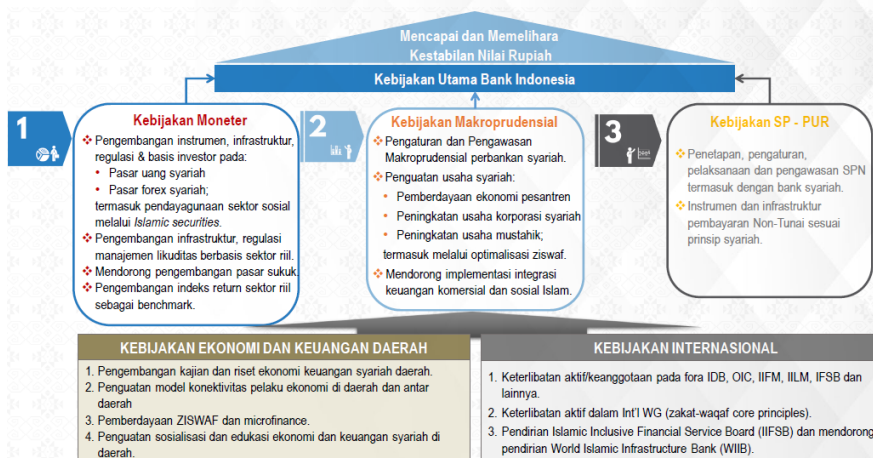 Mencapai dan Memelihara
Kestabilan Nilai Rupiah
Kebijakan Utama Bank Indonesia
1
Kebijakan Moneter
Pengembangan instrumen, infrastruktur,
regulasi & basis investor pada:
• Pasar uang syariah
• Pasar forex syariah;
termasuk pendayagunaan sektor sosial
melalui Islamic securities.
Pengembangan infrastruktur, regulasi
manajemen likuditas berbasis sektor riil.
Mendorong pengembangan pasar sukuk.
Pengembangan indeks return sektor riil
sebagai benchmark.
2
Kebijakan Makroprudensial
Pengaturan dan Pengawasan
Makroprudensial perbankan syariah.
Penguatan usaha syariah:
• Pemberdayaan ekonomi pesantren
• Peningkatan usaha korporasi syariah
• Peningkatan usaha mustahik;
termasuk melalui optimalisasi ziswaf.
Mendorong implementasi integrasi
keuangan komersial dan sosial Islam.
3
Kebijakan SP - PUR
Penetapan, pengaturan,
pelaksanaan dan pengawasan SPN
termasuk dengan bank syariah.
Instrumen dan infrastruktur
pembayaran Non-Tunai sesuai
prinsip syariah.
KEBIJAKAN EKONOMI DAN KEUANGAN DAERAH
1. Pengembangan kajian dan riset ekonomi keuangan syariah daerah.
2. Penguatan model konektivitas pelaku ekonomi di daerah dan antar
daerah
3. Pemberdayaan ZISWAF dan microfinance.
4. Penguatan sosialisasi dan edukasi ekonomi dan keuangan syariah di
daerah.
KEBIJAKAN INTERNASIONAL
1. Keterlibatan aktif/keanggotaan pada fora IDB, OIC, IIFM, IILM, IFSB dan
lainnya.
2. Keterlibatan aktif dalam Int'l WG (zakat-waqaf core principles).
3. Pendirian Islamic Inclusive Financial Service Board (IIFSB) dan mendorong
pendirian World Islamic Infrastructure Bank (WIIB).